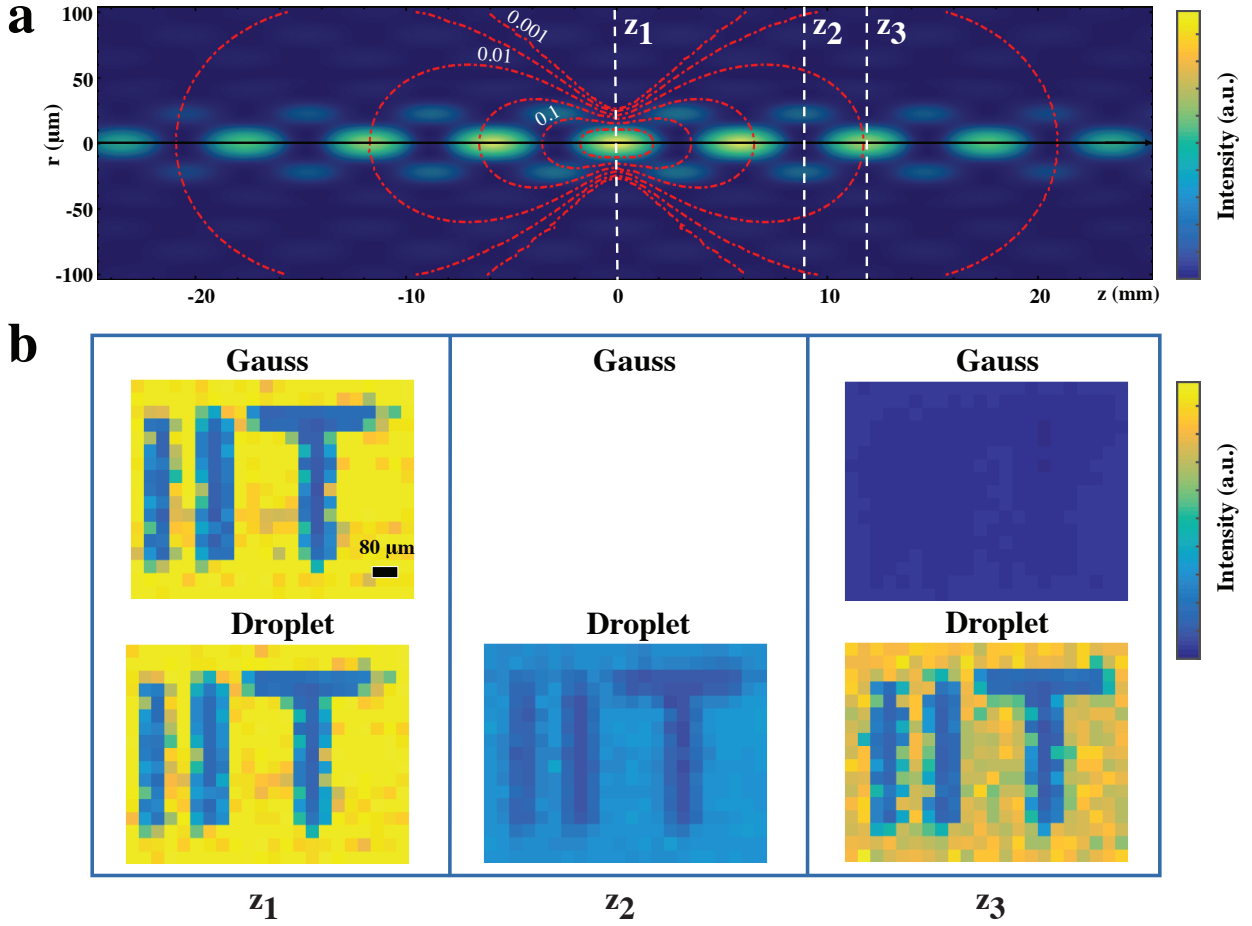 a
100
50
0
-50
-100
r (μm)
0.001
0.01
0.1
z1
z2
z3
-20
-10
0
10
20
z (mm)
Intensity (a.u.)
b
Gauss
Gauss
Gauss
80 μm
Droplet
Droplet
Droplet
Intensity (a.u.)
z1
z2
z3